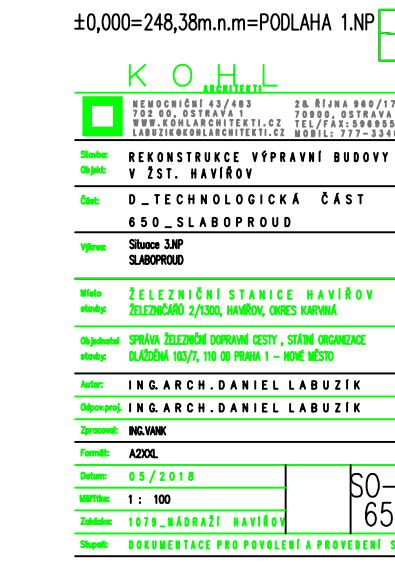 ±0,000=248,38m.n.m=PODLAHA 1.NP
KOHL
ARCHITEKTI
NEMOCNIČNÍ 43/483
702 00, OSTRAVA 1
WWW.KOHLARCHITEKTI.CZ
LABUZIK@KOHLARCHITEKTI.CZ
28. ŘÍJNA 960/17
70900, OSTRAVA
TEL/FAX: 596955
MOBIL: 777-334
Stavba: REKONSTRUKCE VÝPRAVNÍ BUDOVY
Objekt: V ŽST. HAVÍŘOV
Část: D_TECHNOLOGICKÁ ČÁST
650_SLABOPROUD
Výkres: Situace 3.NP
SLABOPROUD
Místo stavby: ŽELEZNIČNÍ STANICE HAVÍŘOV
ŽELEZNIČÁŘŮ 2/1300, HAVÍŘOV, OKRES KARVINÁ
Objednatel stavby: SPRÁVA ŽELEZNIČNÍ DOPRAVNÍ CESTY , STÁTNÍ ORGANIZACE
DLÁŽDĚNÁ 103/7, 110 00 PRAHA 1 - NOVÉ MĚSTO
Autor: ING.ARCH.DANIEL LABUZÍK
Odpov.proj. ING.ARCH.DANIEL LABUZÍK
Zpracoval: ING.VANK
Formát: A2XXL
Datum: 05/2018
Měřítko: 1 : 100
Zakázka: 1079_NÁDRAŽÍ HAVÍŘOV
SO-
65
Stupeň: DOKUMENTACE PRO POVOLENÍ A PROVEDENÍ S